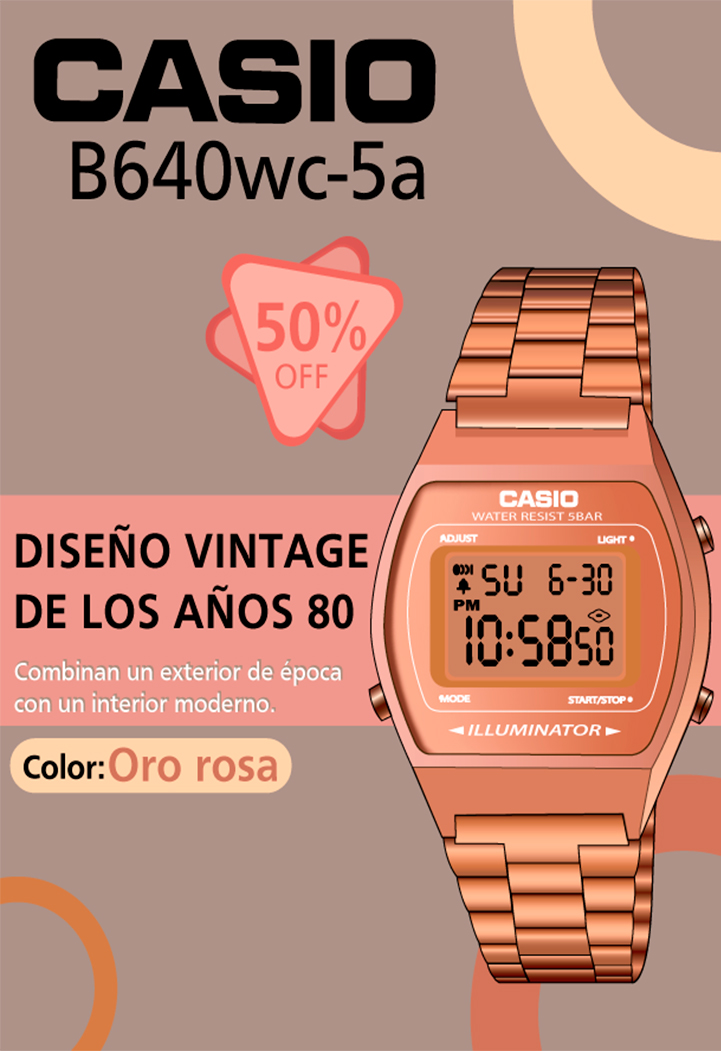 CASIO
B640wc-5a
50%
OFF
CASIO
WATER RESIST 5BAR
ADJUST
LIGHT
SU 6-30
PM
10:5850
MODE
START/STOP
ILLUMINATOR
DISEÑO VINTAGE
DE LOS AÑOS 80
Combinan un exterior de época
con un interior moderno.
Color: Oro rosa